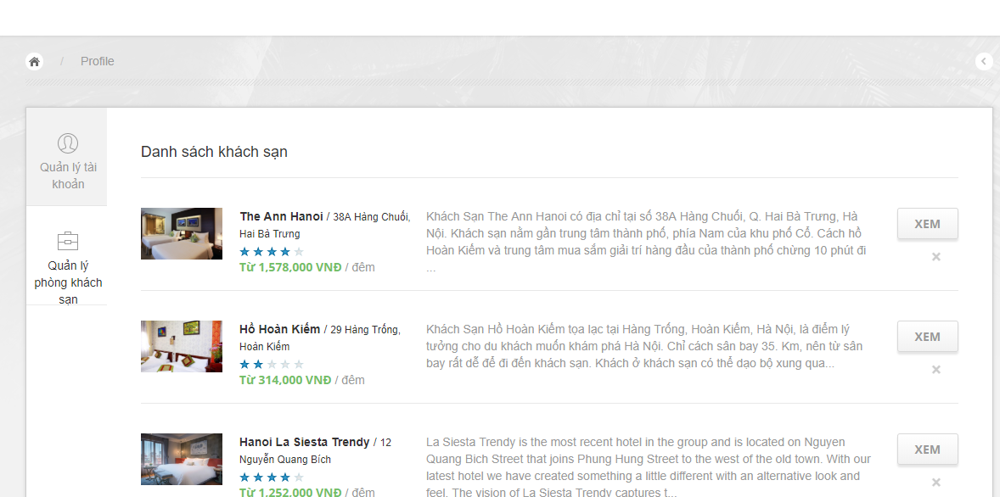 / Profile
Quản lý tài
khoản
Quản lý
phòng khách
sạn
Danh sách khách sạn
The Ann Hanoi / 38A Hàng Chuối,
Hai Bà Trưng
Từ 1,578,000 VNĐ / đêm
Khách Sạn The Ann Hanoi có địa chỉ tại số 38A Hàng Chuối, Q. Hai Bà Trưng, Hà
Nội. Khách sạn nằm gần trung tâm thành phố, phía Nam của khu phố Cổ. Cách hồ
Hoàn Kiếm và trung tâm mua sắm giải trí hàng đầu của thành phố chừng 10 phút đi
...
XEM
Hồ Hoàn Kiếm / 29 Hàng Trống,
Hoàn Kiếm
Từ 314,000 VNĐ / đêm
Khách Sạn Hồ Hoàn Kiếm tọa lạc tại Hàng Trống, Hoàn Kiếm, Hà Nội, là điểm lý
tưởng cho du khách muốn khám phá Hà Nội. Chỉ cách sân bay 35. Km, nên từ sân
bay rất dễ để đi đến khách sạn. Khách ở khách sạn có thể dạo bộ xung qua...
XEM
Hanoi La Siesta Trendy / 12
Nguyễn Quang Bích
Từ 1,252,000 VNĐ / đêm
La Siesta Trendy is the most recent hotel in the group and is located on Nguyen
Quang Bich Street that joins Phung Hung Street to the west of the old town. With our
latest hotel we have created something a little different with an alternative look and
feel. The vision of La Siesta Trendy captures t...
XEM